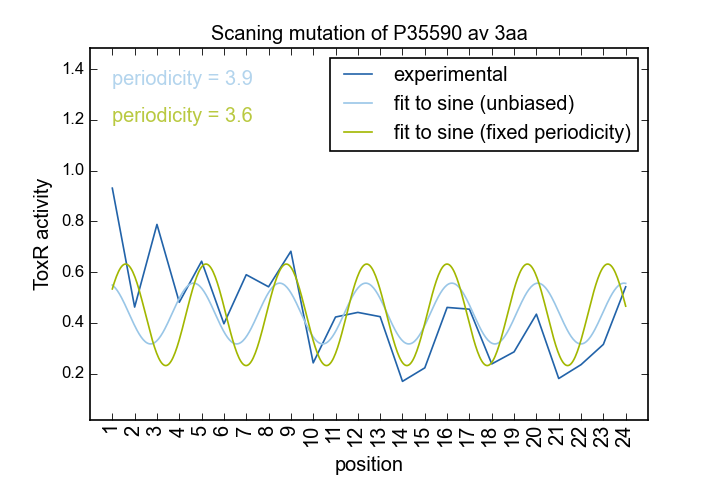 Scaning mutation of P35590 av 3aa
periodicity = 3.9
periodicity = 3.6
experimental
fit to sine (unbiased)
fit to sine (fixed periodicity)
ToxR activity
1.4
1.2
1.0
0.8
0.6
0.4
0.2
1 2 3 4 5 6 7 8 9 10 11 12 13 14 15 16 17 18 19 20 21 22 23 24
position